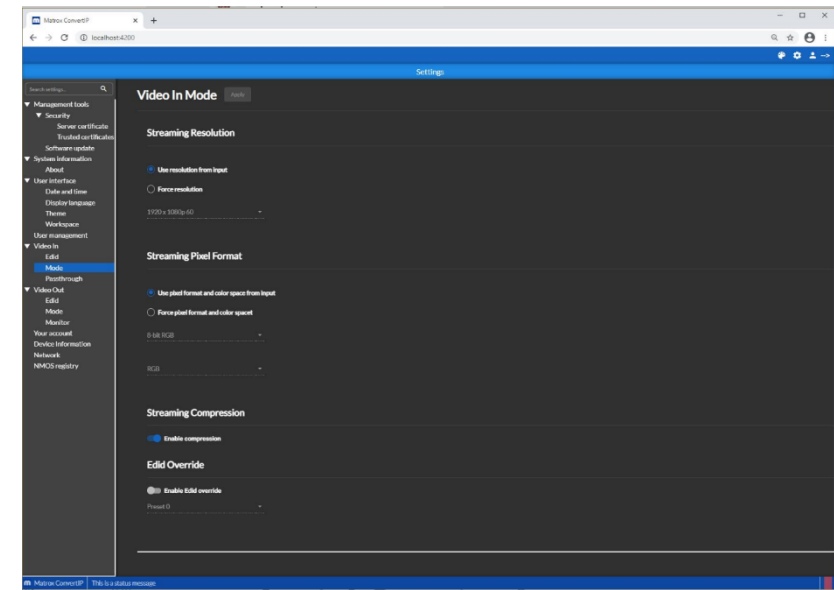 Matrox ConvertIP
localhost:4200
Settings
Search settings...
Management tools
Security
Server certificate
Trusted certificates
Software update
System information
About
User interface
Date and time
Display language
Theme
Workspace
User management
Video In
Edid
Mode
Passthrough
Video Out
Edid
Mode
Monitor
Your account
Device Information
Network
NMOS registry
Video In Mode Apply
Streaming Resolution
Use resolution from input
Force resolution
1920 x 1080p 60
Streaming Pixel Format
Use pixel format and color space from input
Force pixel format and color spacet
8-bit RGB
RGB
Streaming Compression
Enable compression
Edid Override
Enable Edid override
Preset 0
Matrox ConvertIP This is a status message